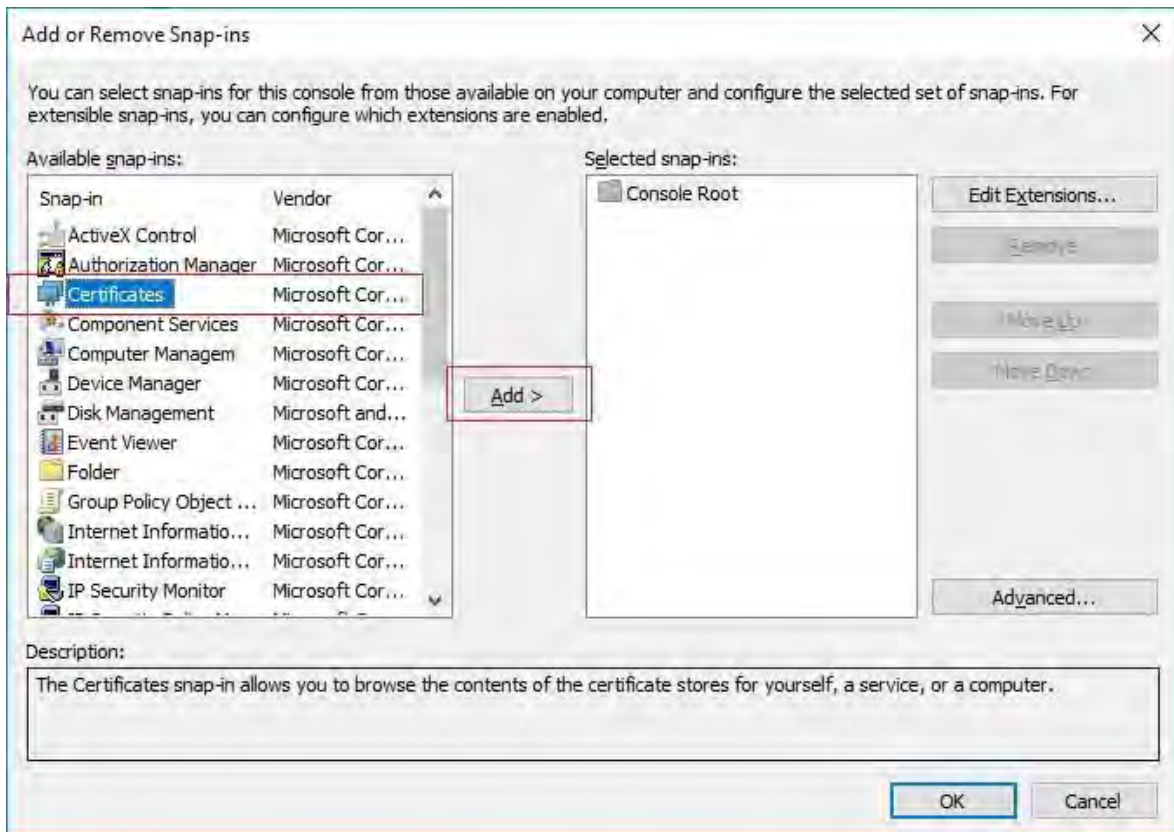 Add or Remove Snap-ins
You can select snap-ins for this console from those available on your computer and configure the selected set of snap-ins. For
extensible snap-ins, you can configure which extensions are enabled.
Available snap-ins:
Selected snap-ins:
Snap-in Vendor
ActiveX Control Microsoft Cor...
Authorization Manager Microsoft Cor...
Certificates Microsoft Cor...
Component Services Microsoft Cor...
Computer Managem Microsoft Cor...
Device Manager Microsoft Cor...
Disk Management Microsoft and...
Event Viewer Microsoft Cor...
Folder Microsoft Cor...
Group Policy Object ... Microsoft Cor...
Internet Informatio... Microsoft Cor...
Internet Informatio... Microsoft Cor...
IP Security Monitor Microsoft Cor...
Add >
Console Root
Edit Extensions...
Remove
Move Up
Move Down
Advanced...
Description:
The Certificates snap-in allows you to browse the contents of the certificate stores for yourself, a service, or a computer.
OK
Cancel